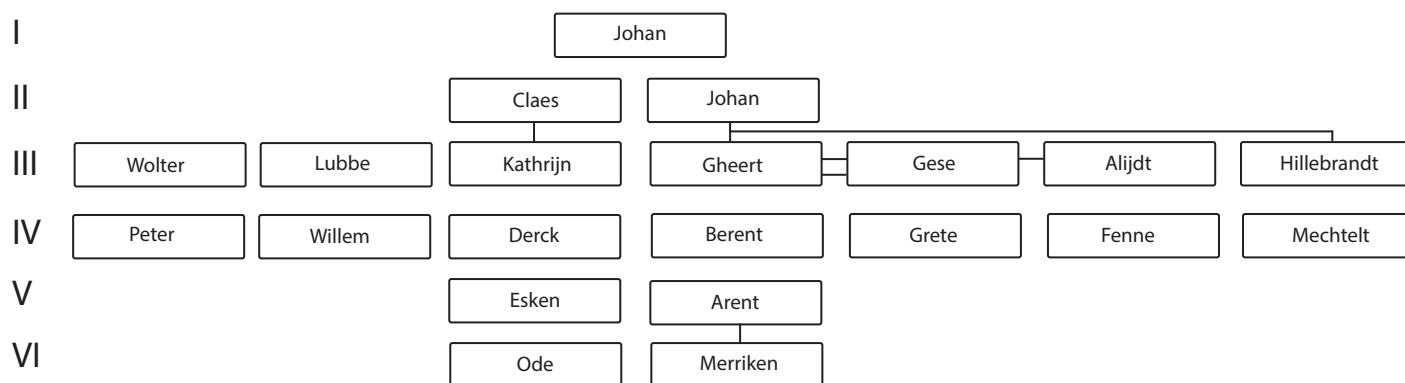 I Johan
II Claes Johan
III Wolter Lubbe Kathrijn Gheert Gese Alijdt Hillebrandt
IV Peter Willem Derck Berent Grete Fenne Mechtelt
V Esken Arent
VI Ode Merriken